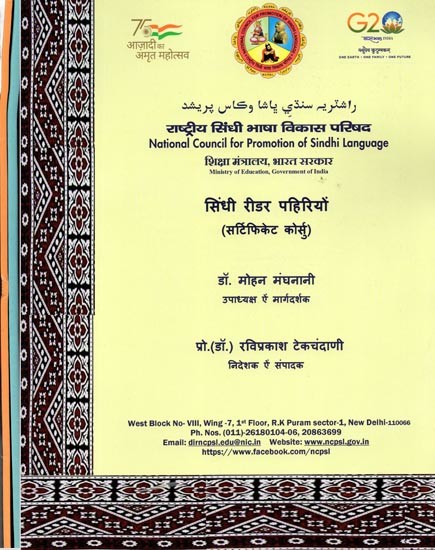 75
आज़ादी का
अमृत महोत्सव
G20
वसुधैव कुटुम्बकम्
ONE EARTH • ONE FAMILY • ONE FUTURE
راشٽريه سنڌي ڀاشا وڪاس پريشد
राष्ट्रीय सिंधी भाषा विकास परिषद
National Council for Promotion of Sindhi Language
शिक्षा मंत्रालय, भारत सरकार
Ministry of Education, Government of India
सिंधी रीडर पहिरियों
(सर्टिफिकेट कोर्सु)
डॉ. मोहन मंघनानी
उपाध्यक्ष ऐं मार्गदर्शक
प्रो.(डॉ.) रविप्रकाश टेकचंदाणी
निदेशक ऐं संपादक
West Block No- VIII, Wing -7, 1st Floor, R.K Puram sector-1, New Delhi-110066
Ph. Nos. (011)-26180104-06, 20863699
Email: dirncpsl.edu@nic.in Website: www.ncpsl.gov.in
https://www.facebook.com/ncpsl